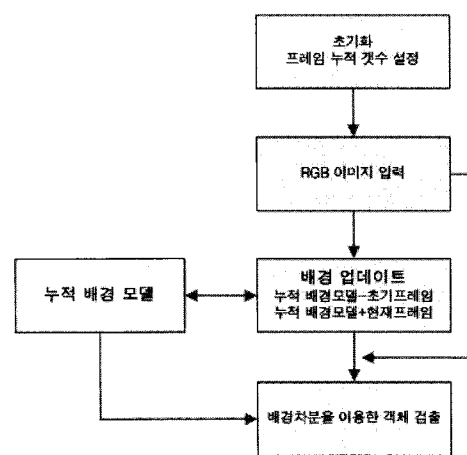 초기화
프레임 누적 갯수 설정
RGB 이미지 입력
배경 업데이트
누적 배경모델-초기프레임
누적 배경모델+현재프레임
누적 배경 모델
배경차분을 이용한 객체 검출